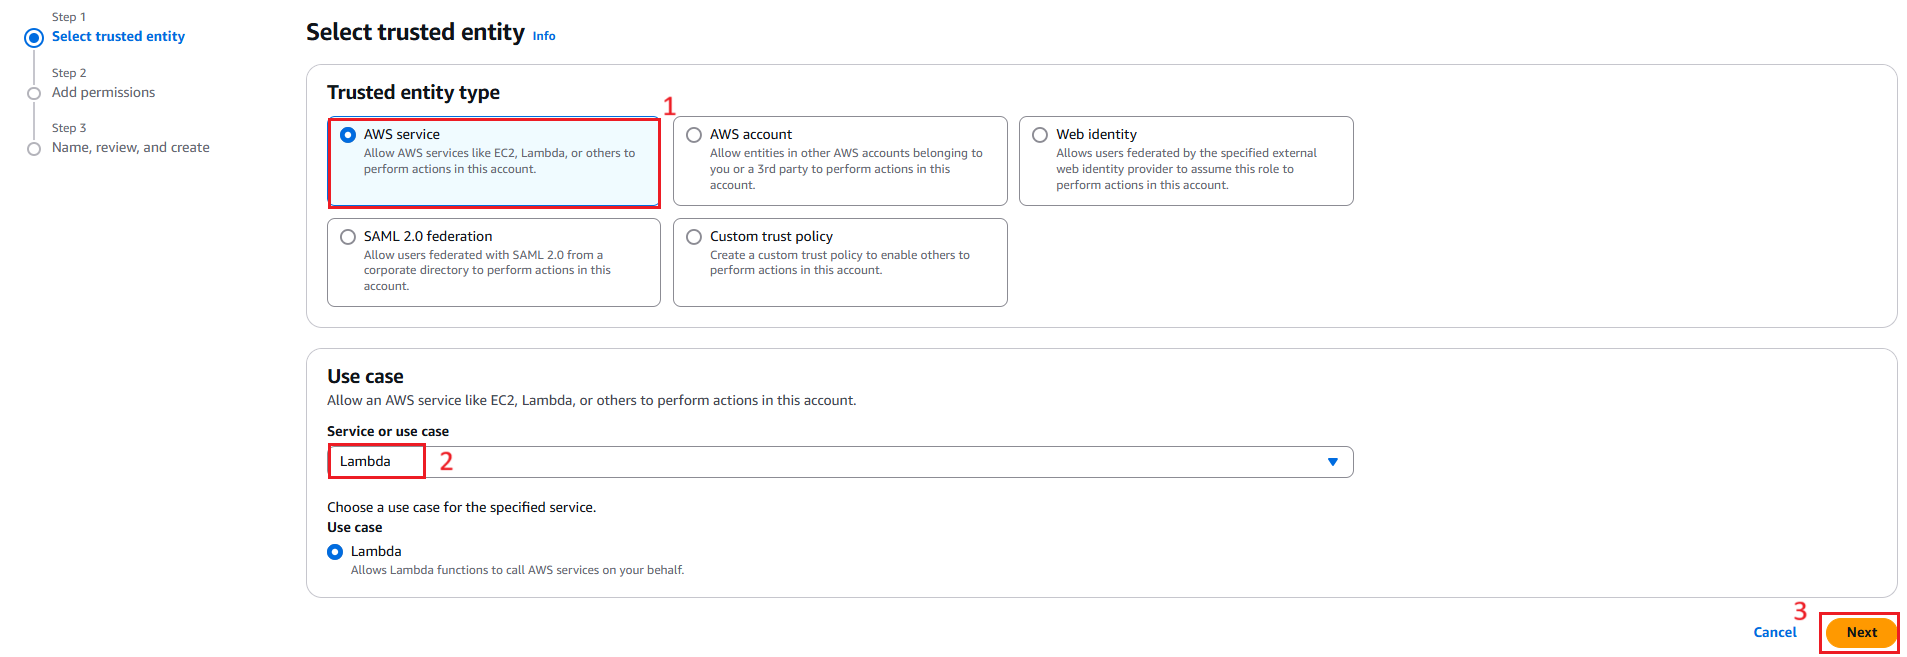 Step 1
Select trusted entity
Step 2
Add permissions
Step 3
Name, review, and create
Select trusted entity Info
Trusted entity type
1
AWS service
Allow AWS services like EC2, Lambda, or others to
perform actions in this account.
AWS account
Allow entities in other AWS accounts belonging to
you or a 3rd party to perform actions in this
account.
Web identity
Allows users federated by the specified external
web identity provider to assume this role to
perform actions in this account.
SAML 2.0 federation
Allow users federated with SAML 2.0 from a
corporate directory to perform actions in this
account.
Custom trust policy
Create a custom trust policy to enable others to
perform actions in this account.
Use case
Allow an AWS service like EC2, Lambda, or others to perform actions in this account.
Service or use case
Lambda 2
Choose a use case for the specified service.
Use case
Lambda
Allows Lambda functions to call AWS services on your behalf.
3
Cancel Next